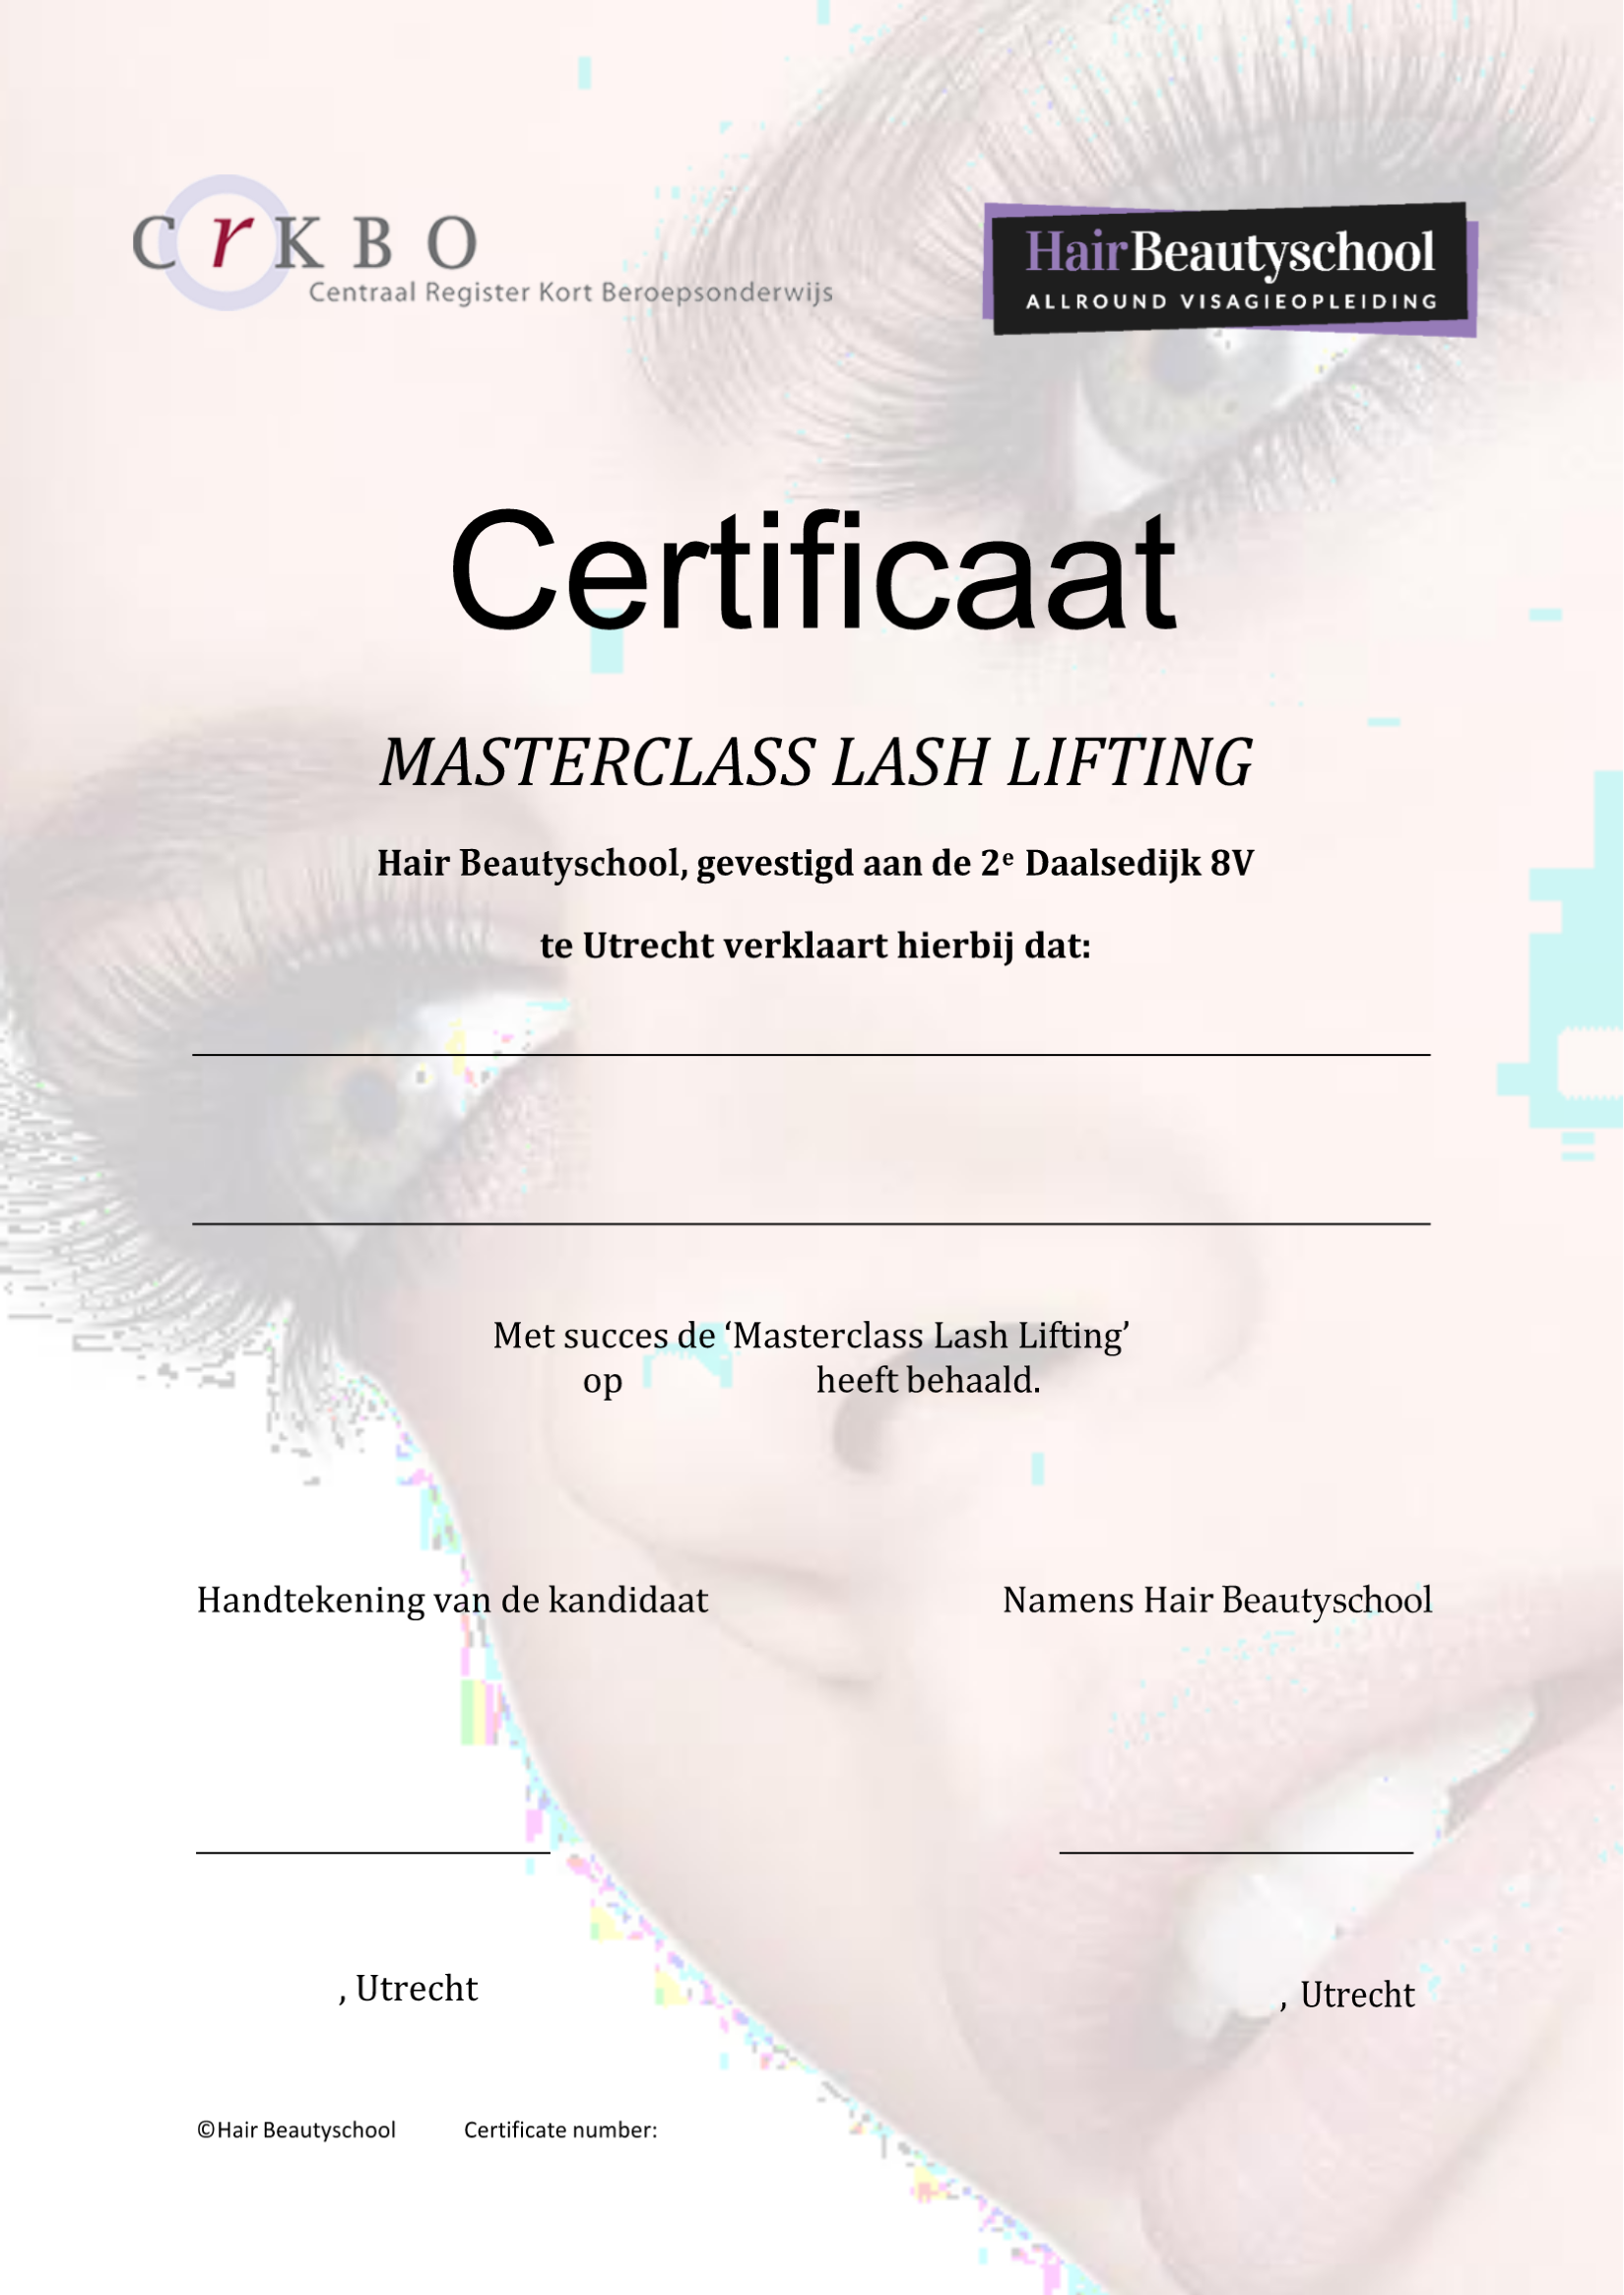 CrKBO
Centraal Register Kort Beroepsonderwijs
HairBeautyschool
ALLROUND VISAGIEOPLEIDING
Certificaat
MASTERCLASS LASH LIFTING
Hair Beautyschool, gevestigd aan de 2e Daalsedijk 8V
te Utrecht verklaart hierbij dat:
Met succes de ‘Masterclass Lash Lifting’
op heeft behaald.
Handtekening van de kandidaat
Namens Hair Beautyschool
, Utrecht
, Utrecht
©Hair Beautyschool Certificate number: